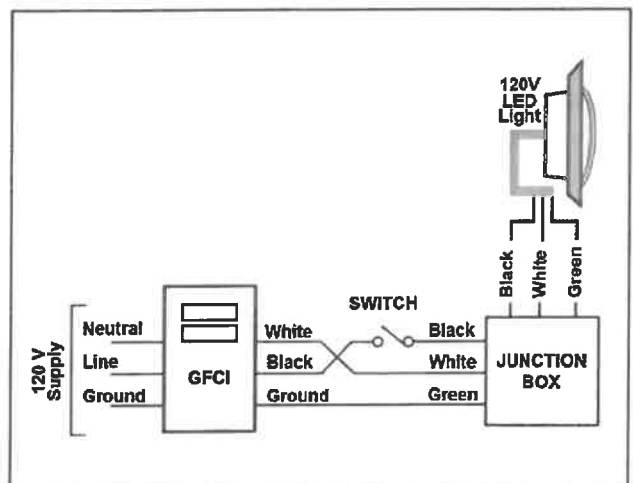 120V
LED
Light
Black
White
Green
SWITCH
Neutral
White
Black
Line
Black
White
JUNCTION
BOX
GFCI
Ground
Ground
Green
120 V
Supply